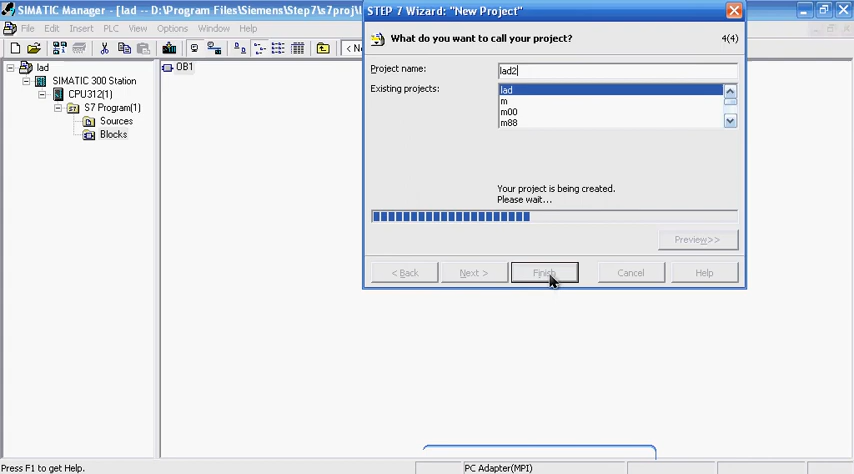 SIMATIC Manager - [lad -- D:\Program Files\Siemens\Step7\s7proj\l
File Edit Insert PLC View Options Window Help
lad
SIMATIC 300 Station
CPU312(1)
S7 Program(1)
Sources
Blocks
OB1
STEP 7 Wizard: "New Project"
What do you want to call your project?
4(4)
Project name:
lad2
Existing projects:
lad
m
m00
m88
Your project is being created.
Please wait...
Preview>>
< Back
Next >
Finish
Cancel
Help
Press F1 to get Help.
PC Adapter(MPI)